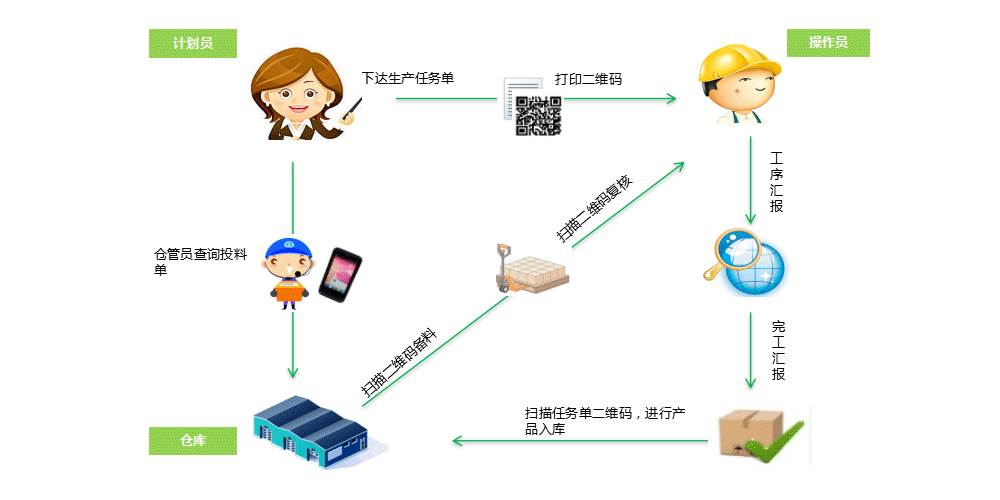 计划员
操作员
下达生产任务单
打印二维码
工
序
汇
报
扫描二维码复核
仓管员查询投料
单
完
工
汇
报
扫描二维码备料
扫描任务单二维码，进行产
品入库
仓库